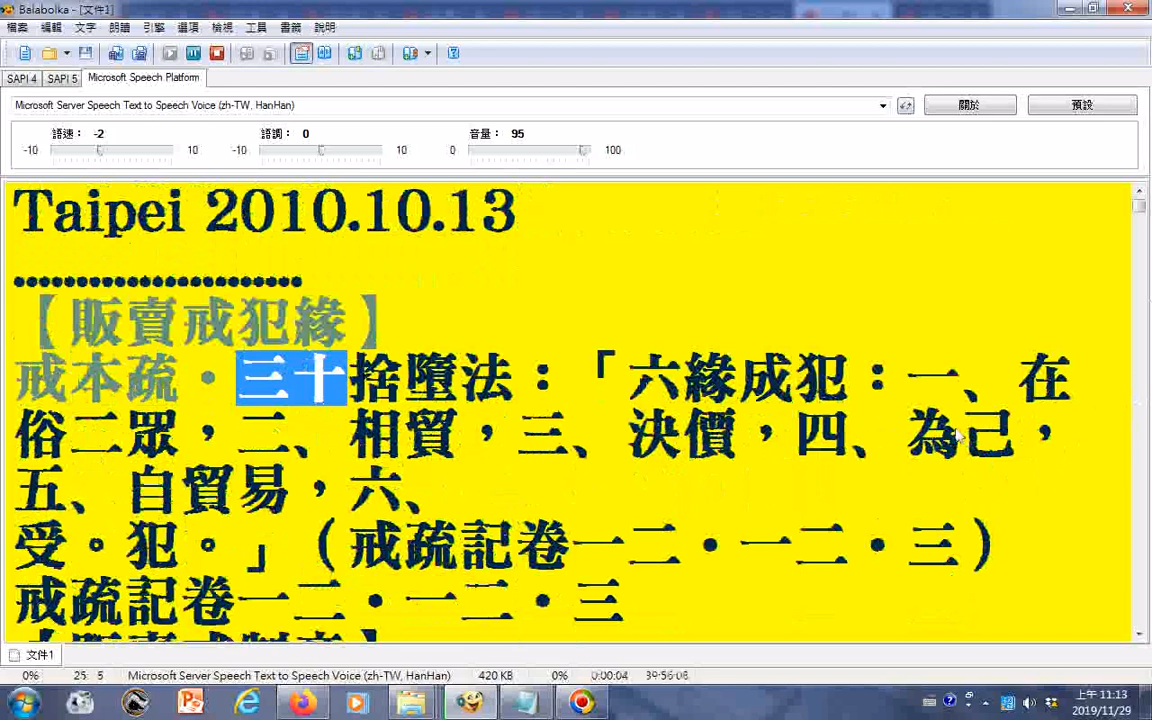 Balabolka - [文件1]
檔案 編輯 文字 朗讀 引擎 選項 檢視 工具 書籤 說明
SAPI 4 SAPI 5 Microsoft Speech Platform
Microsoft Server Speech Text to Speech Voice (zh-TW, HanHan) 關於 預設
語速： -2 語調： 0 音量： 95
-10 10 -10 10 0 100
Taipei 2010.10.13
●●●●●●●●●●●●●●●●●●●●●●●●
【販賣戒犯緣】
戒本疏‧三十捨墮法：「六緣成犯：一、在
俗二眾，二、相貿，三、決價，四、為己，
五、自貿易，六、
受。犯。」（戒疏記卷一二‧一二‧三）
戒疏記卷一二‧一二‧三
【販賣戒制意】
文件1
0% 25: 5 Microsoft Server Speech Text to Speech Voice (zh-TW, HanHan) 420 KB 0% 0:00:04 39:56:08
上午 11:13
2019/11/29